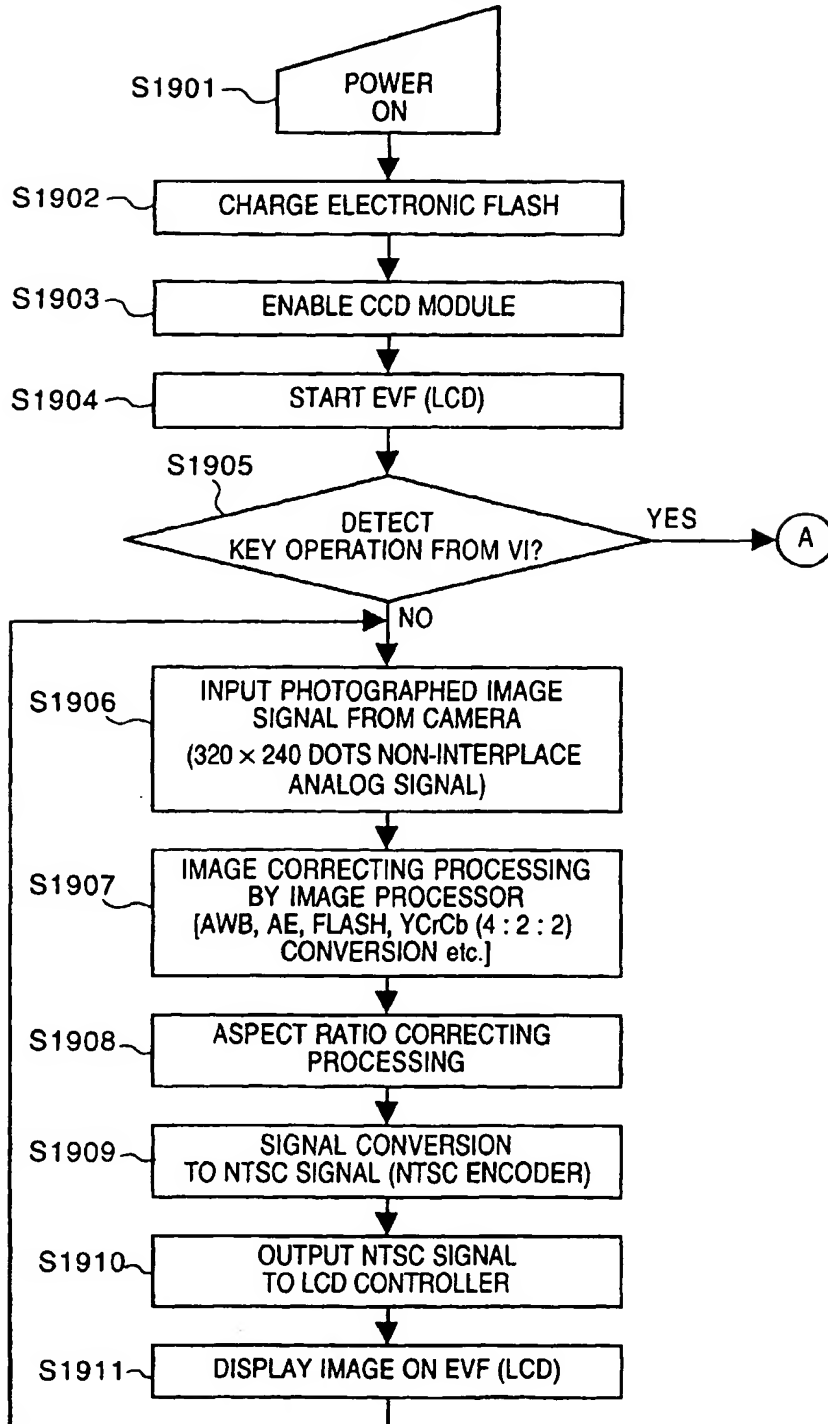 S1901
POWER
ON
S1902
CHARGE ELECTRONIC FLASH
S1903
ENABLE CCD MODULE
S1904
START EVF (LCD)
S1905
DETECT
KEY OPERATION FROM VI?
YES
A
NO
S1906
INPUT PHOTOGRAPHED IMAGE
SIGNAL FROM CAMERA
(320 × 240 DOTS NON-INTERPLACE
ANALOG SIGNAL)
S1907
IMAGE CORRECTING PROCESSING
BY IMAGE PROCESSOR
[AWB, AE, FLASH, YCrCb (4 : 2 : 2)
CONVERSION etc.]
S1908
ASPECT RATIO CORRECTING
PROCESSING
S1909
SIGNAL CONVERSION
TO NTSC SIGNAL (NTSC ENCODER)
S1910
OUTPUT NTSC SIGNAL
TO LCD CONTROLLER
S1911
DISPLAY IMAGE ON EVF (LCD)